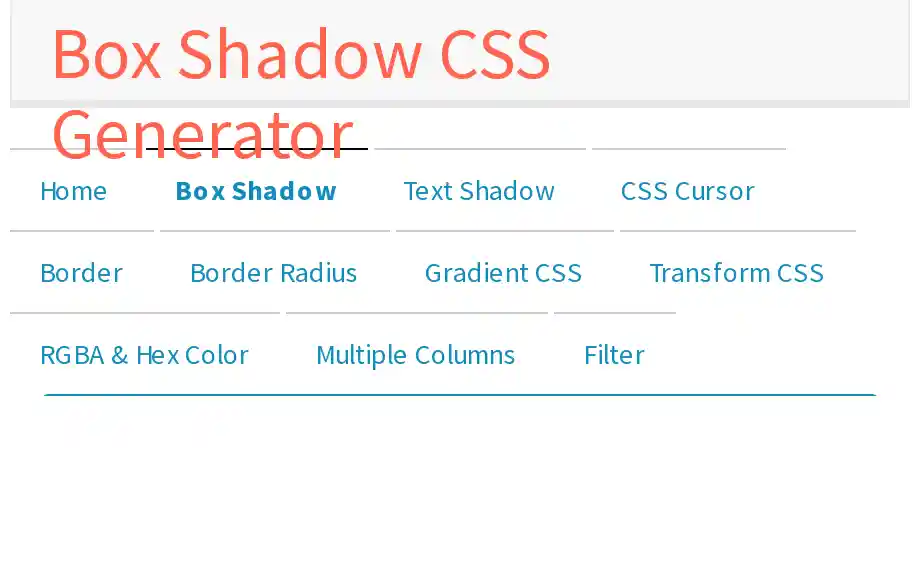 Box Shadow CSS
Generator
Home Box Shadow Text Shadow CSS Cursor
Border Border Radius Gradient CSS Transform CSS
RGBA & Hex Color Multiple Columns Filter